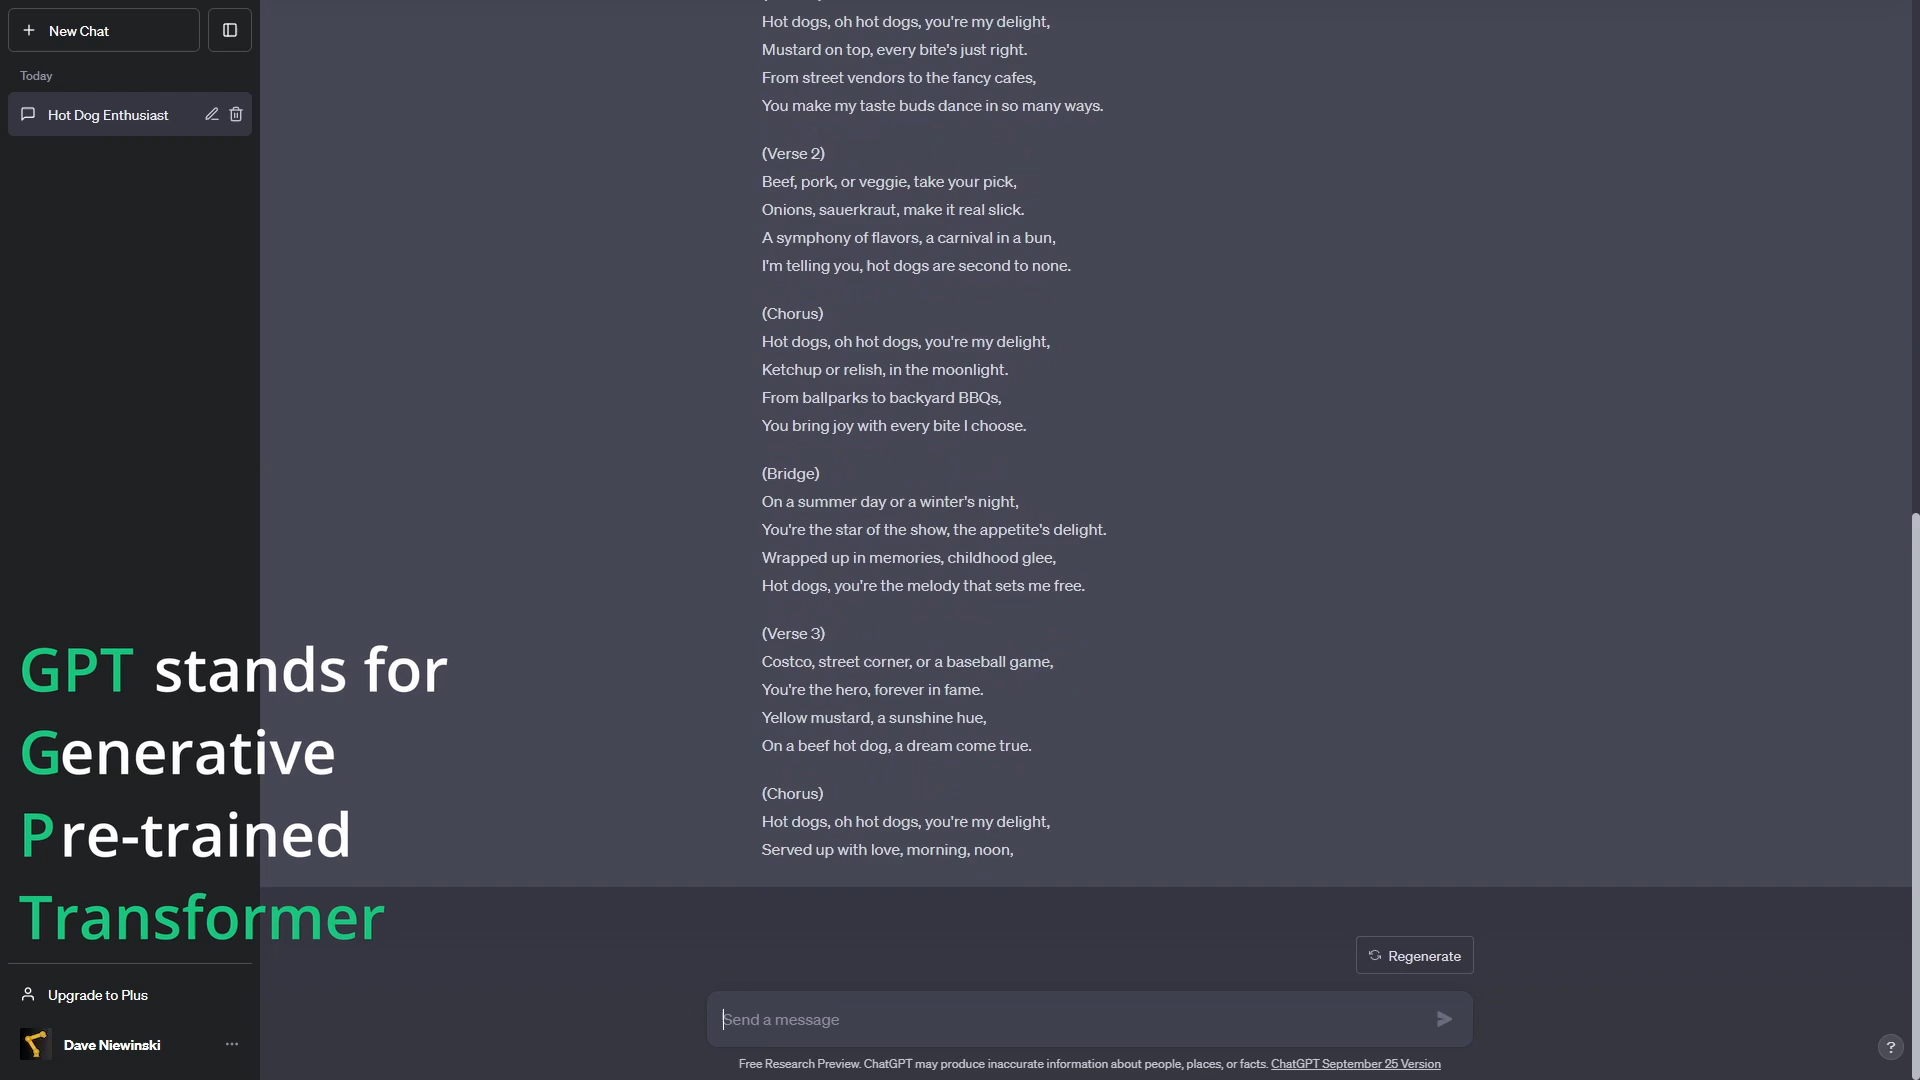 New Chat
Today
Hot Dog Enthusiast
Hot dogs, oh hot dogs, you're my delight,
Mustard on top, every bite's just right.
From street vendors to the fancy cafes,
You make my taste buds dance in so many ways.
(Verse 2)
Beef, pork, or veggie, take your pick,
Onions, sauerkraut, make it real slick.
A symphony of flavors, a carnival in a bun,
I'm telling you, hot dogs are second to none.
(Chorus)
Hot dogs, oh hot dogs, you're my delight,
Ketchup or relish, in the moonlight.
From ballparks to backyard BBQs,
You bring joy with every bite I choose.
(Bridge)
On a summer day or a winter's night,
You're the star of the show, the appetite's delight.
Wrapped up in memories, childhood glee,
Hot dogs, you're the melody that sets me free.
(Verse 3)
Costco, street corner, or a baseball game,
You're the hero, forever in fame.
Yellow mustard, a sunshine hue,
On a beef hot dog, a dream come true.
(Chorus)
Hot dogs, oh hot dogs, you're my delight,
Served up with love, morning, noon,
GPT stands for
Generative
Pre-trained
Transformer
Regenerate
Upgrade to Plus
Dave Niewinski
Send a message
Free Research Preview. ChatGPT may produce inaccurate information about people, places, or facts. ChatGPT September 25 Version
?